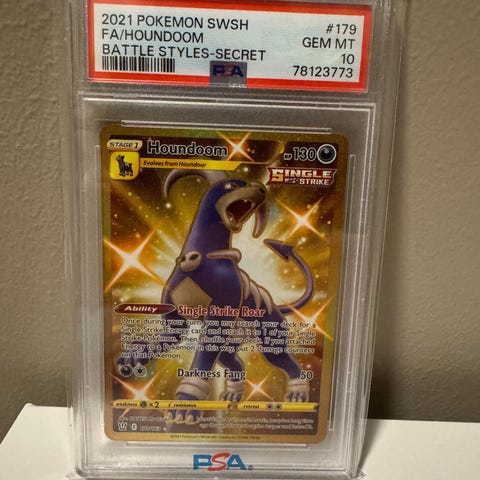 2021 POKEMON SWSH #179
FA/HOUNDOOM GEM MT
BATTLE STYLES-SECRET 10
PSA 78123773
STAGE 1 Houndoom HP 130
Evolves from Houndour
SINGLE STRIKE
Ability Single Strike Roar
Once during your turn, you may search your deck for a
Single Strike Energy card and attach it to 1 of your Single
Strike Pokémon. Then, shuffle your deck. If you attached
Energy to a Pokémon in this way, put 2 damage counters
on that Pokémon.
Darkness Fang 50
weakness ×2 resistance retreat
PSA